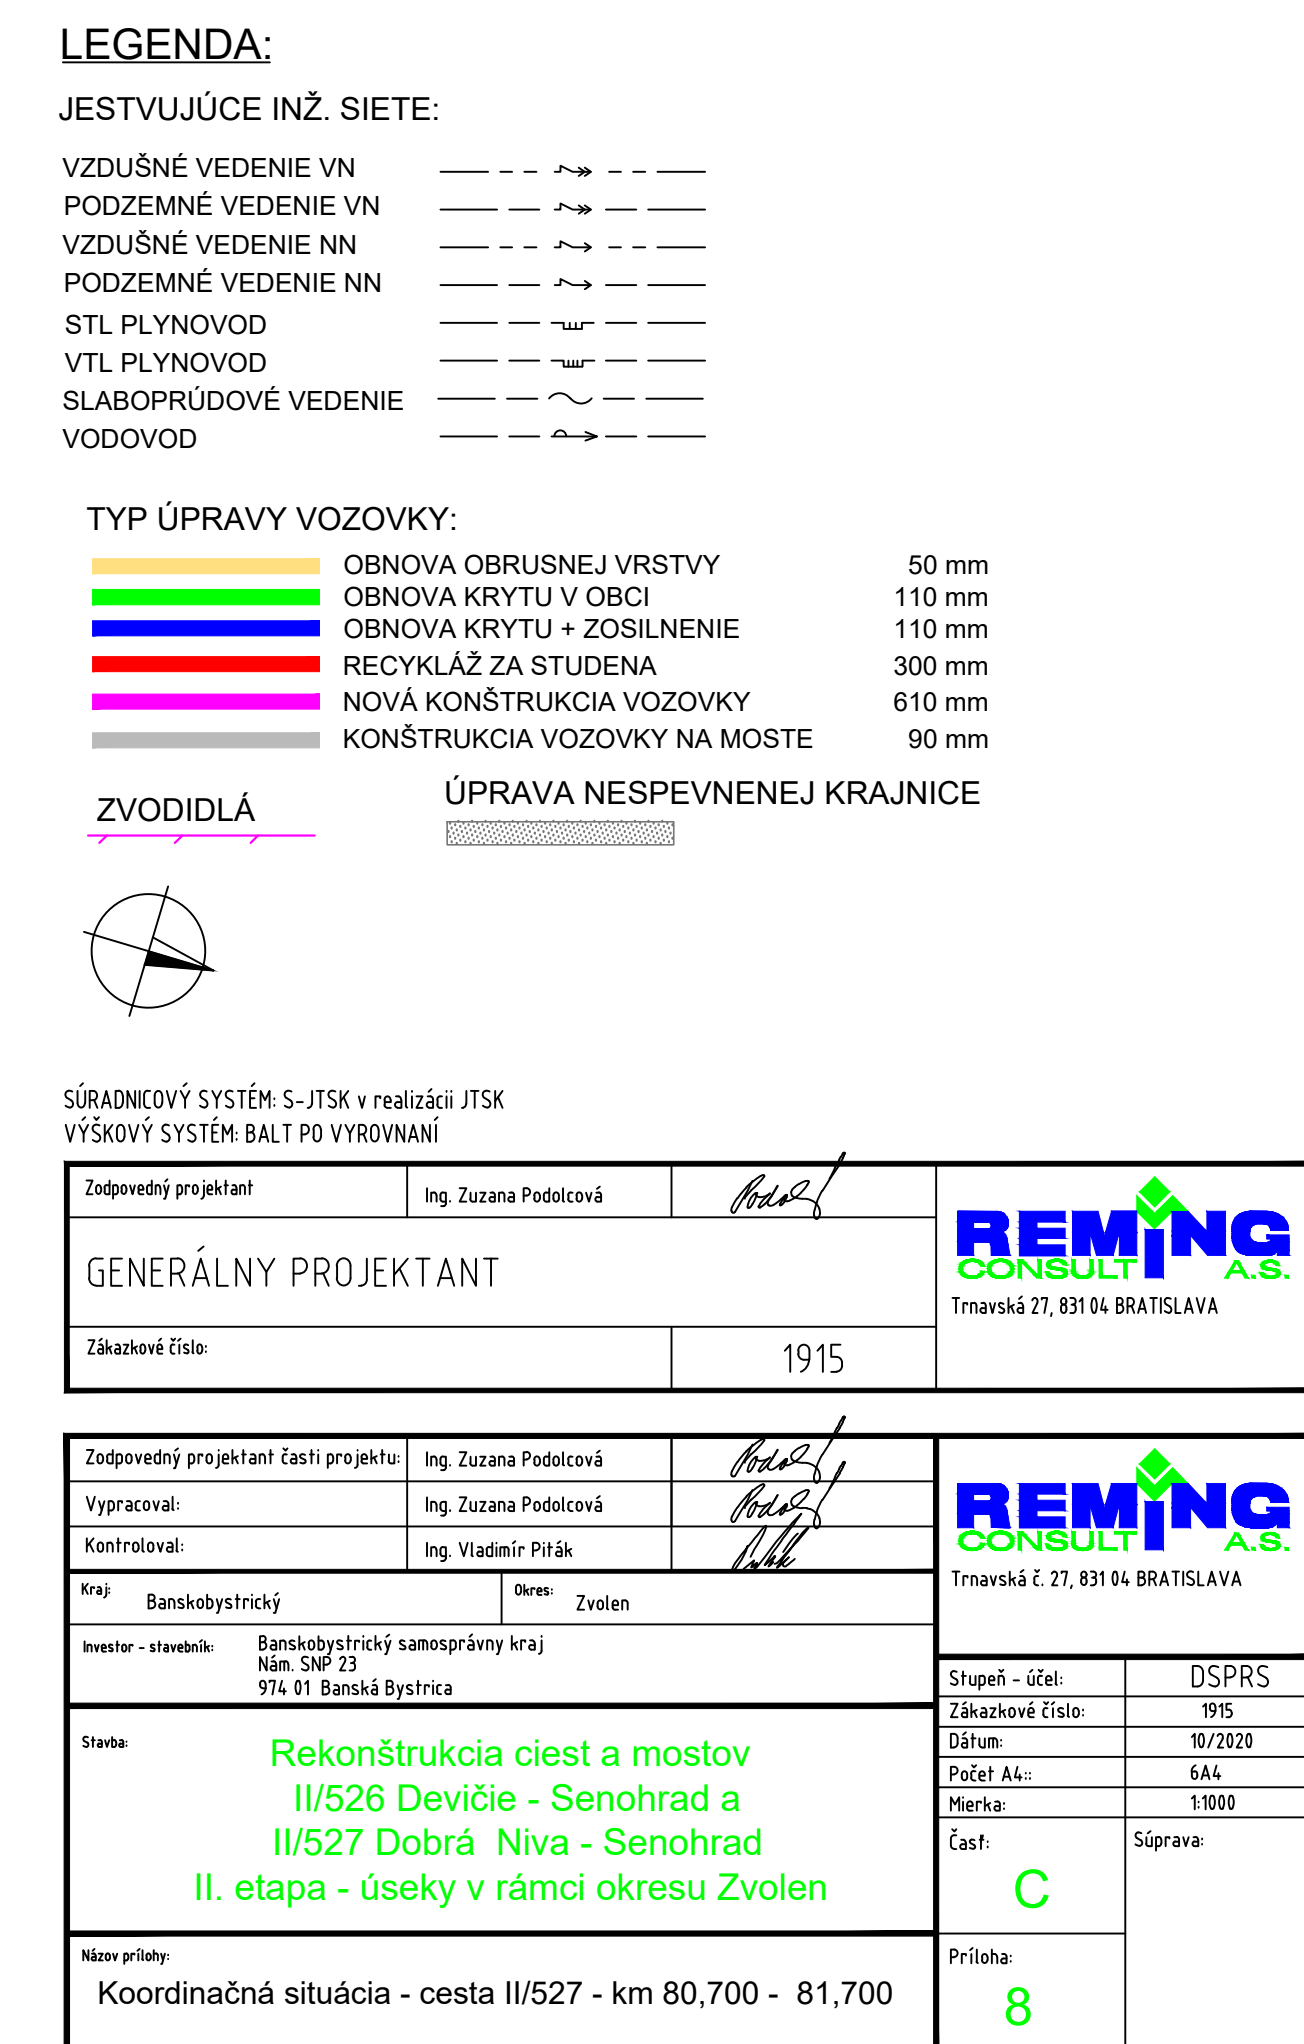 LEGENDA:
JESTVUJÚCE INŽ. SIETE:
VZDUŠNÉ VEDENIE VN
PODZEMNÉ VEDENIE VN
VZDUŠNÉ VEDENIE NN
PODZEMNÉ VEDENIE NN
STL PLYNOVOD
VTL PLYNOVOD
SLABOPRÚDOVÉ VEDENIE
VODOVOD
TYP ÚPRAVY VOZOVKY:
OBNOVA OBRUSNEJ VRSTVY 50 mm
OBNOVA KRYTU V OBCI 110 mm
OBNOVA KRYTU + ZOSILNENIE 110 mm
RECYKLÁŽ ZA STUDENA 300 mm
NOVÁ KONŠTRUKCIA VOZOVKY 610 mm
KONŠTRUKCIA VOZOVKY NA MOSTE 90 mm
ZVODIDLÁ
ÚPRAVA NESPEVNENEJ KRAJNICE
SÚRADNICOVÝ SYSTÉM: S-JTSK v realizácii JTSK
VÝŠKOVÝ SYSTÉM: BALT PO VYROVNANÍ
Zodpovedný projektant Ing. Zuzana Podolcová
GENERÁLNY PROJEKTANT
Zákazkové číslo: 1915
REMING
CONSULT A.S.
Trnavská 27, 831 04 BRATISLAVA
Zodpovedný projektant časti projektu: Ing. Zuzana Podolcová
Vypracoval: Ing. Zuzana Podolcová
Kontroloval: Ing. Vladimír Piták
Kraj: Banskobystrický Okres: Zvolen
Investor - stavebník: Banskobystrický samosprávny kraj
Nám. SNP 23
974 01 Banská Bystrica
REMING
CONSULT A.S.
Trnavská č. 27, 831 04 BRATISLAVA
Stupeň - účel: DSPRS
Zákazkové číslo: 1915
Dátum: 10/2020
Počet A4:: 6A4
Mierka: 1:1000
Stavba:
Rekonštrukcia ciest a mostov
II/526 Devičie - Senohrad a
II/527 Dobrá Niva - Senohrad
II. etapa - úseky v rámci okresu Zvolen
Časť: Súprava:
C
Názov prílohy:
Koordinačná situácia - cesta II/527 - km 80,700 - 81,700
Príloha:
8